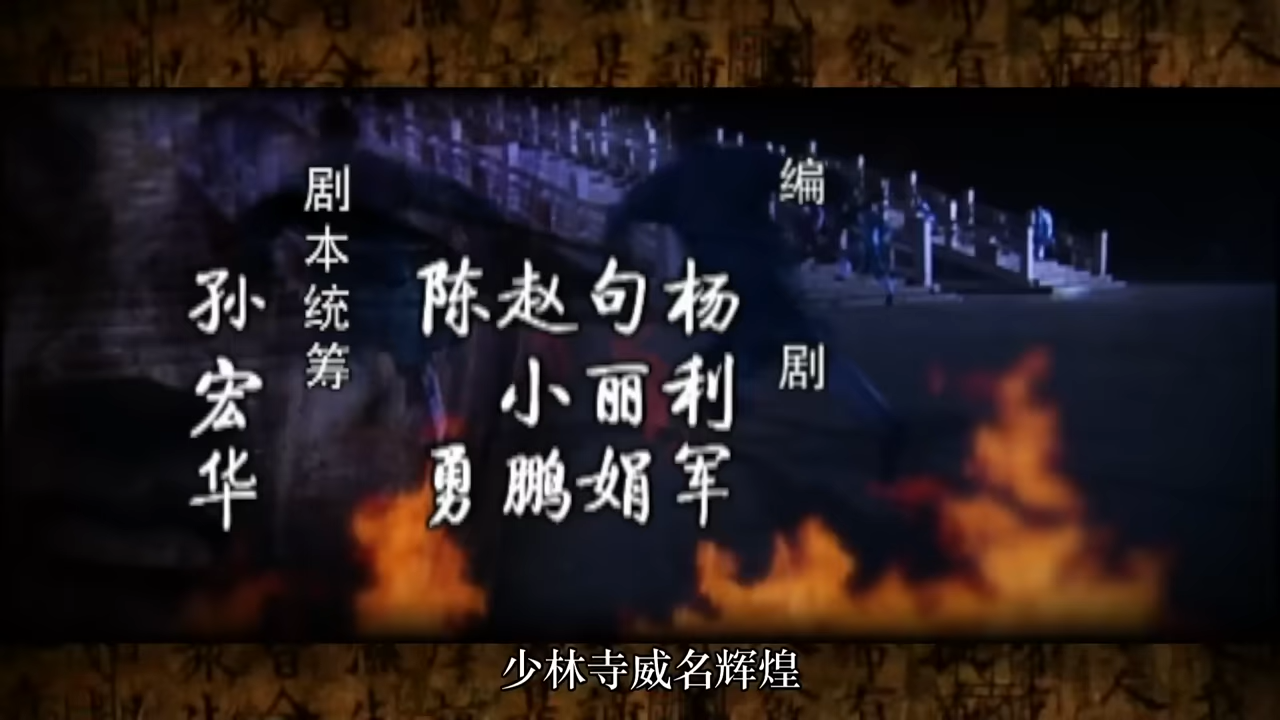 编剧
杨利军
句丽娟
赵小鹏
陈勇
剧本统筹
孙宏华
少林寺威名辉煌